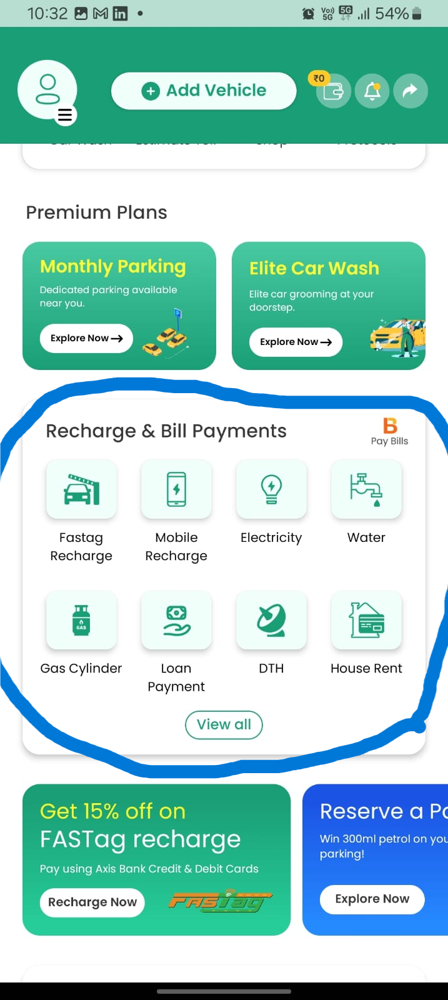 10:32
Vo)) 5G 5G 54%
Add Vehicle
₹0
Premium Plans
Monthly Parking
Dedicated parking available
near you.
Explore Now
Elite Car Wash
Elite car grooming at your
doorstep.
Explore Now
Recharge & Bill Payments
B
Pay Bills
Fastag
Recharge
Mobile
Recharge
Electricity
Water
GAS
Gas Cylinder
Loan
Payment
DTH
House Rent
View all
Get 15% off on
FASTag recharge
Pay using Axis Bank Credit & Debit Cards
Recharge Now
FASTag
Reserve a
Win 300ml petrol on
parking!
Explore Now